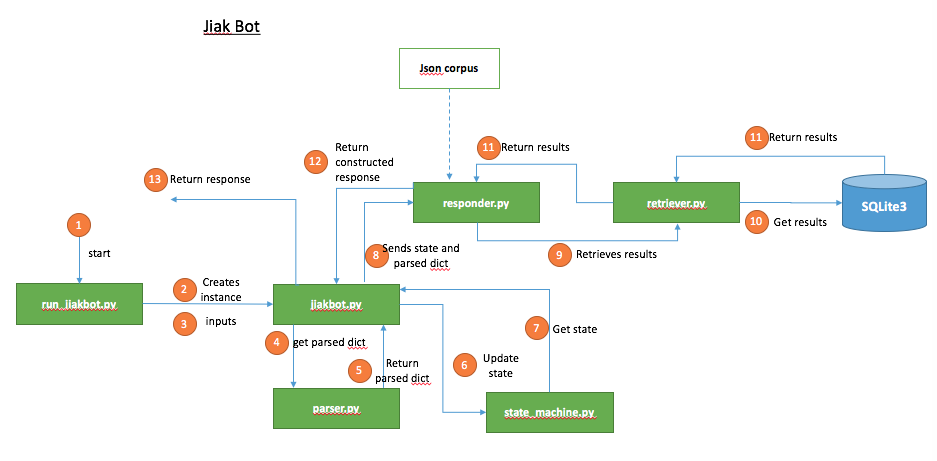 Jiak Bot
Json corpus
11
Return results
12
Return
constructed
response
11
Return results
13
Return response
responder.py
retriever.py
SQLite3
1
start
8
Sends state and
parsed dict
9
Retrieves results
10
Get results
run_jiakbot.py
2
Creates
instance
3
inputs
jiakbot.py
4
get parsed dict
5
Return
parsed dict
6
Update
state
7
Get state
parser.py
state_machine.py